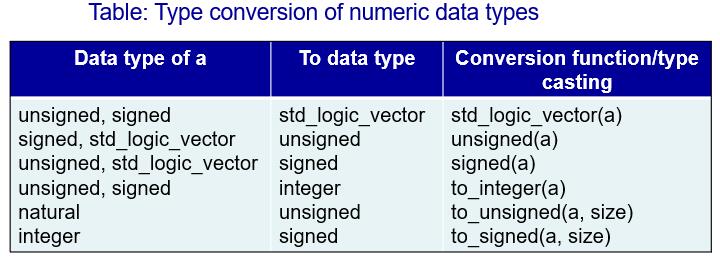 Table: Type conversion of numeric data types
Data type of a To data type Conversion function/type casting
unsigned, signed std_logic_vector std_logic_vector(a)
signed, std_logic_vector unsigned unsigned(a)
unsigned, std_logic_vector signed signed(a)
unsigned, signed integer to_integer(a)
natural unsigned to_unsigned(a, size)
integer signed to_signed(a, size)